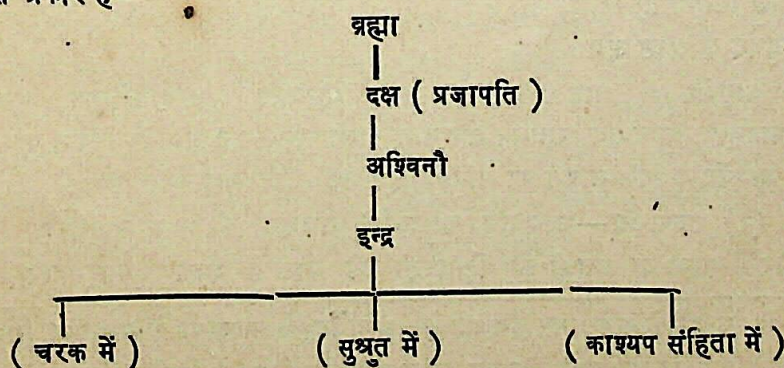 ब्रह्मा
दक्ष ( प्रजापति )
अश्विनौ
इन्द्र
( चरक में ) ( सुश्रुत में ) ( काश्यप संहिता में )